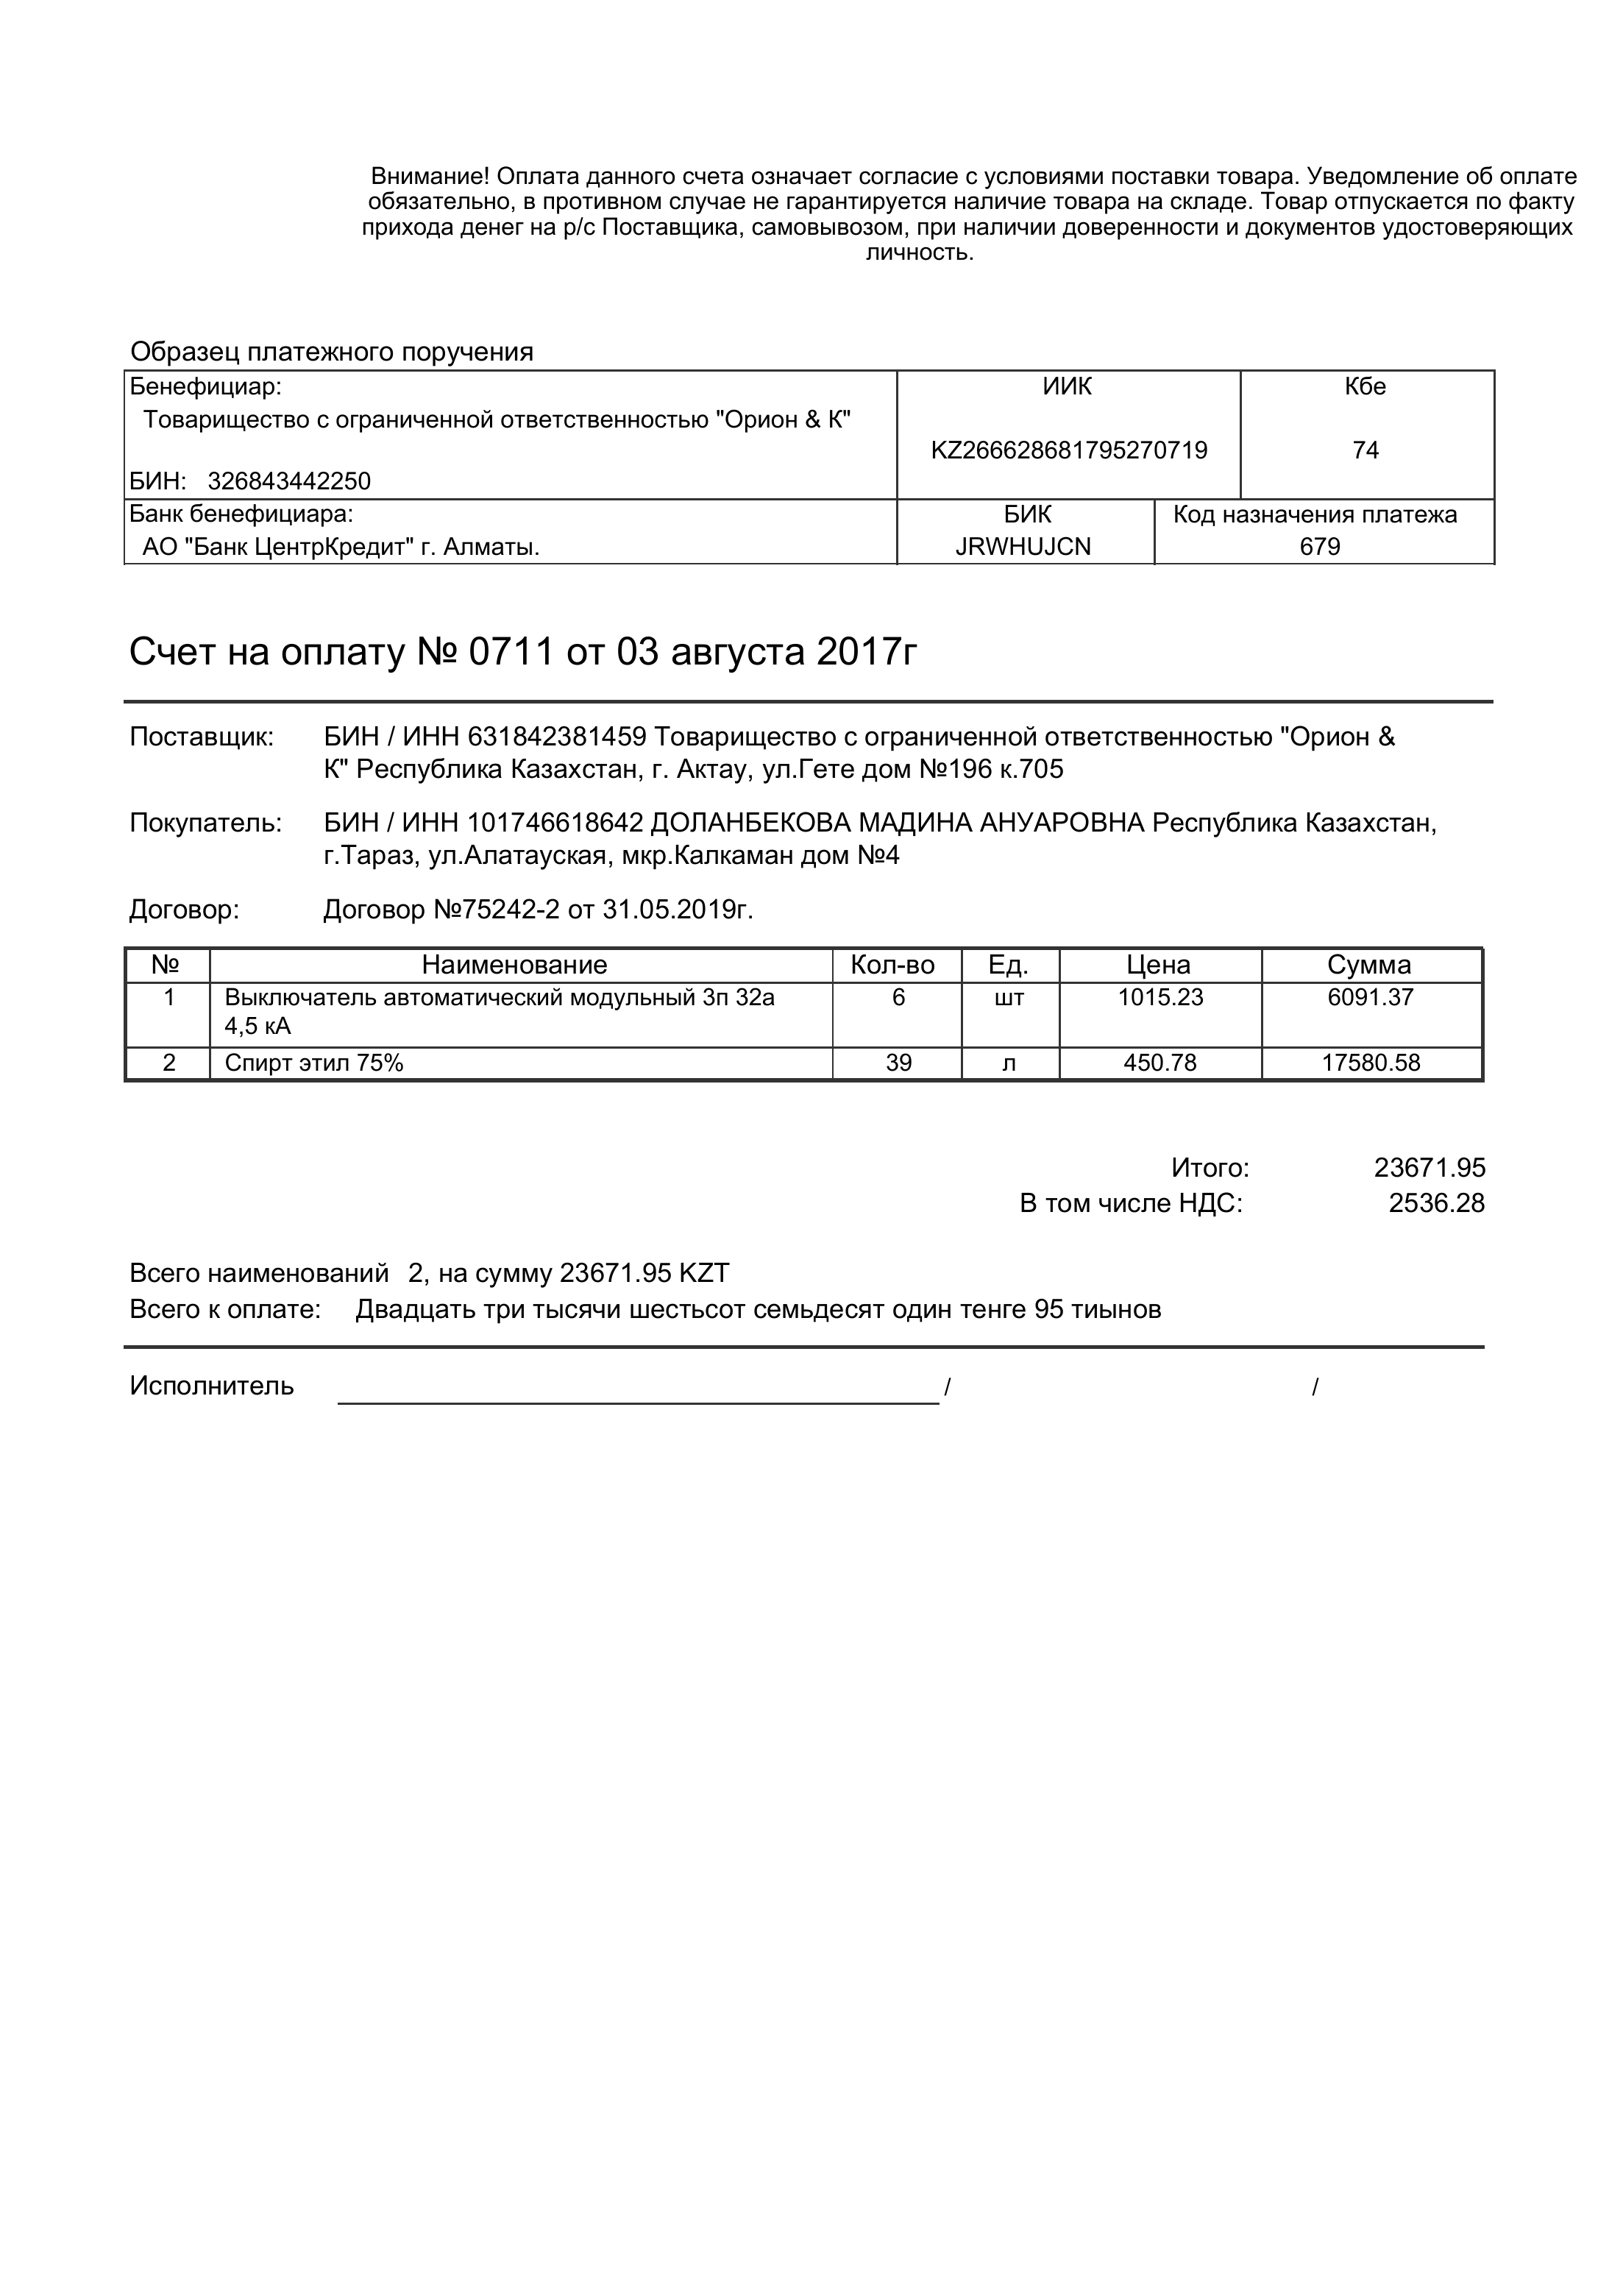 Внимание! Оплата данного счета означает согласие с условиями поставки товара. Уведомление об оплате
обязательно, в противном случае не гарантируется наличие товара на складе. Товар отпускается по факту
прихода денег на р/с Поставщика, самовывозом, при наличии доверенности и документов удостоверяющих
личность.
Образец платежного поручения
Бенефициар: ИИК Кбе
Товарищество с ограниченной ответственностью "Орион & К"
KZ266628681795270719 74
БИН: 326843442250
Банк бенефициара: БИК Код назначения платежа
АО "Банк ЦентрКредит" г. Алматы. JRWHUJCN 679
Счет на оплату № 0711 от 03 августа 2017г
Поставщик: БИН / ИНН 631842381459 Товарищество с ограниченной ответственностью "Орион &
К" Республика Казахстан, г. Актау, ул.Гете дом №196 к.705
Покупатель: БИН / ИНН 101746618642 ДОЛАНБЕКОВА МАДИНА АНУАРОВНА Республика Казахстан,
г.Тараз, ул.Алатауская, мкр.Калкаман дом №4
Договор: Договор №75242-2 от 31.05.2019г.
№ Наименование Кол-во Ед. Цена Сумма
1 Выключатель автоматический модульный 3п 32а 6 шт 1015.23 6091.37
4,5 кА
2 Спирт этил 75% 39 л 450.78 17580.58
Итого: 23671.95
В том числе НДС: 2536.28
Всего наименований 2, на сумму 23671.95 KZT
Всего к оплате: Двадцать три тысячи шестьсот семьдесят один тенге 95 тиынов
Исполнитель / /